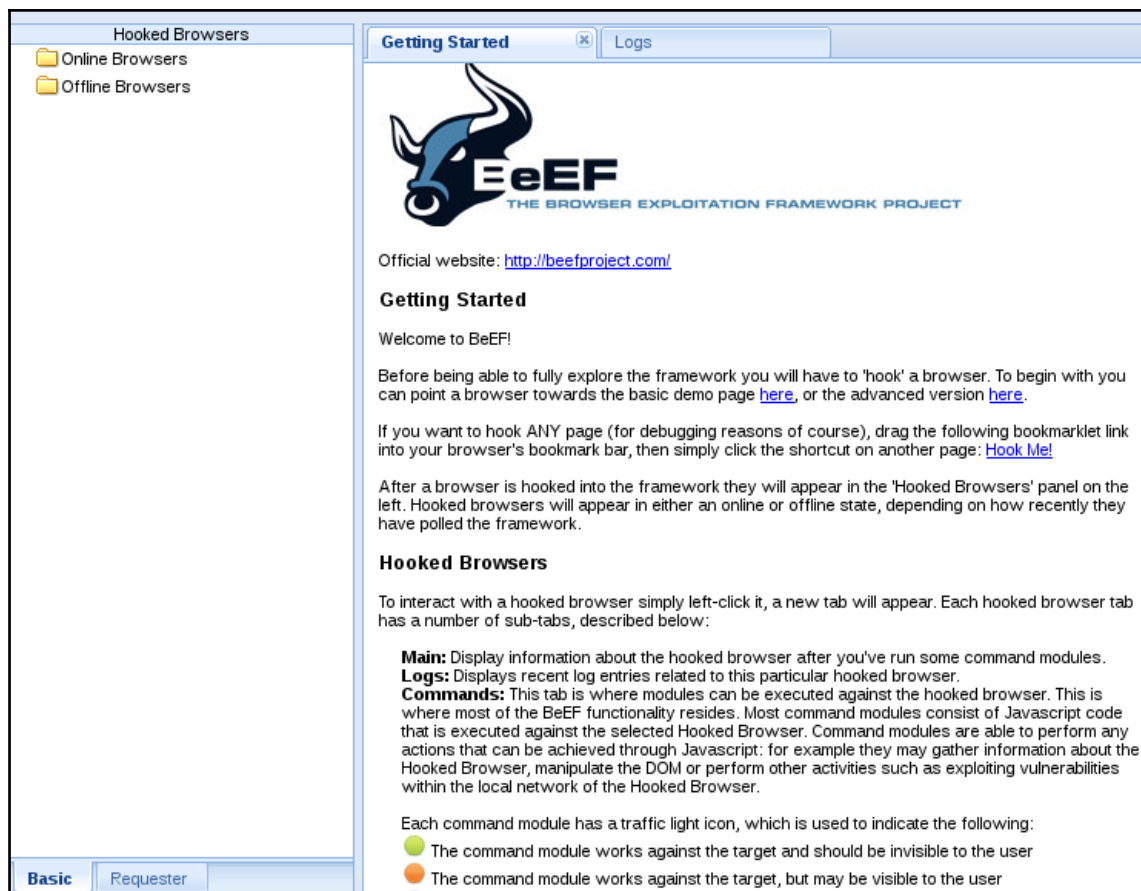 Hooked Browsers
Online Browsers
Offline Browsers
Basic
Requester
Getting Started
Logs
BeEF
THE BROWSER EXPLOITATION FRAMEWORK PROJECT
Official website: http://beefproject.com/
Getting Started
Welcome to BeEF!
Before being able to fully explore the framework you will have to 'hook' a browser. To begin with you
can point a browser towards the basic demo page here, or the advanced version here.
If you want to hook ANY page (for debugging reasons of course), drag the following bookmarklet link
into your browser's bookmark bar, then simply click the shortcut on another page: Hook Me!
After a browser is hooked into the framework they will appear in the 'Hooked Browsers' panel on the
left. Hooked browsers will appear in either an online or offline state, depending on how recently they
have polled the framework.
Hooked Browsers
To interact with a hooked browser simply left-click it, a new tab will appear. Each hooked browser tab
has a number of sub-tabs, described below:
Main: Display information about the hooked browser after you've run some command modules.
Logs: Displays recent log entries related to this particular hooked browser.
Commands: This tab is where modules can be executed against the hooked browser. This is
where most of the BeEF functionality resides. Most command modules consist of Javascript code
that is executed against the selected Hooked Browser. Command modules are able to perform any
actions that can be achieved through Javascript: for example they may gather information about the
Hooked Browser, manipulate the DOM or perform other activities such as exploiting vulnerabilities
within the local network of the Hooked Browser.
Each command module has a traffic light icon, which is used to indicate the following:
The command module works against the target and should be invisible to the user
The command module works against the target, but may be visible to the user